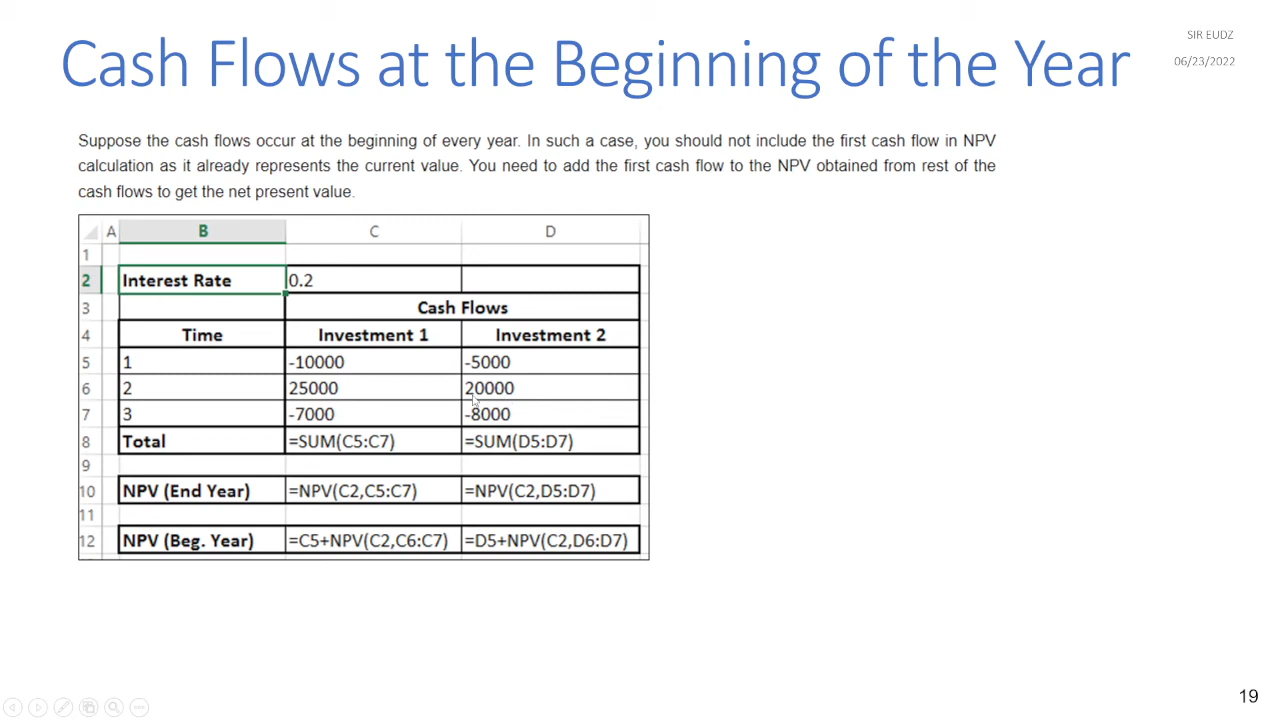 Cash Flows at the Beginning of the Year
SIR EUDZ
06/23/2022
Suppose the cash flows occur at the beginning of every year. In such a case, you should not include the first cash flow in NPV
calculation as it already represents the current value. You need to add the first cash flow to the NPV obtained from rest of the
cash flows to get the net present value.
A B C D
1
2 Interest Rate 0.2
3 Cash Flows
4 Time Investment 1 Investment 2
5 1 -10000 -5000
6 2 25000 20000
7 3 -7000 -8000
8 Total =SUM(C5:C7) =SUM(D5:D7)
9
10 NPV (End Year) =NPV(C2,C5:C7) =NPV(C2,D5:D7)
11
12 NPV (Beg. Year) =C5+NPV(C2,C6:C7) =D5+NPV(C2,D6:D7)
19